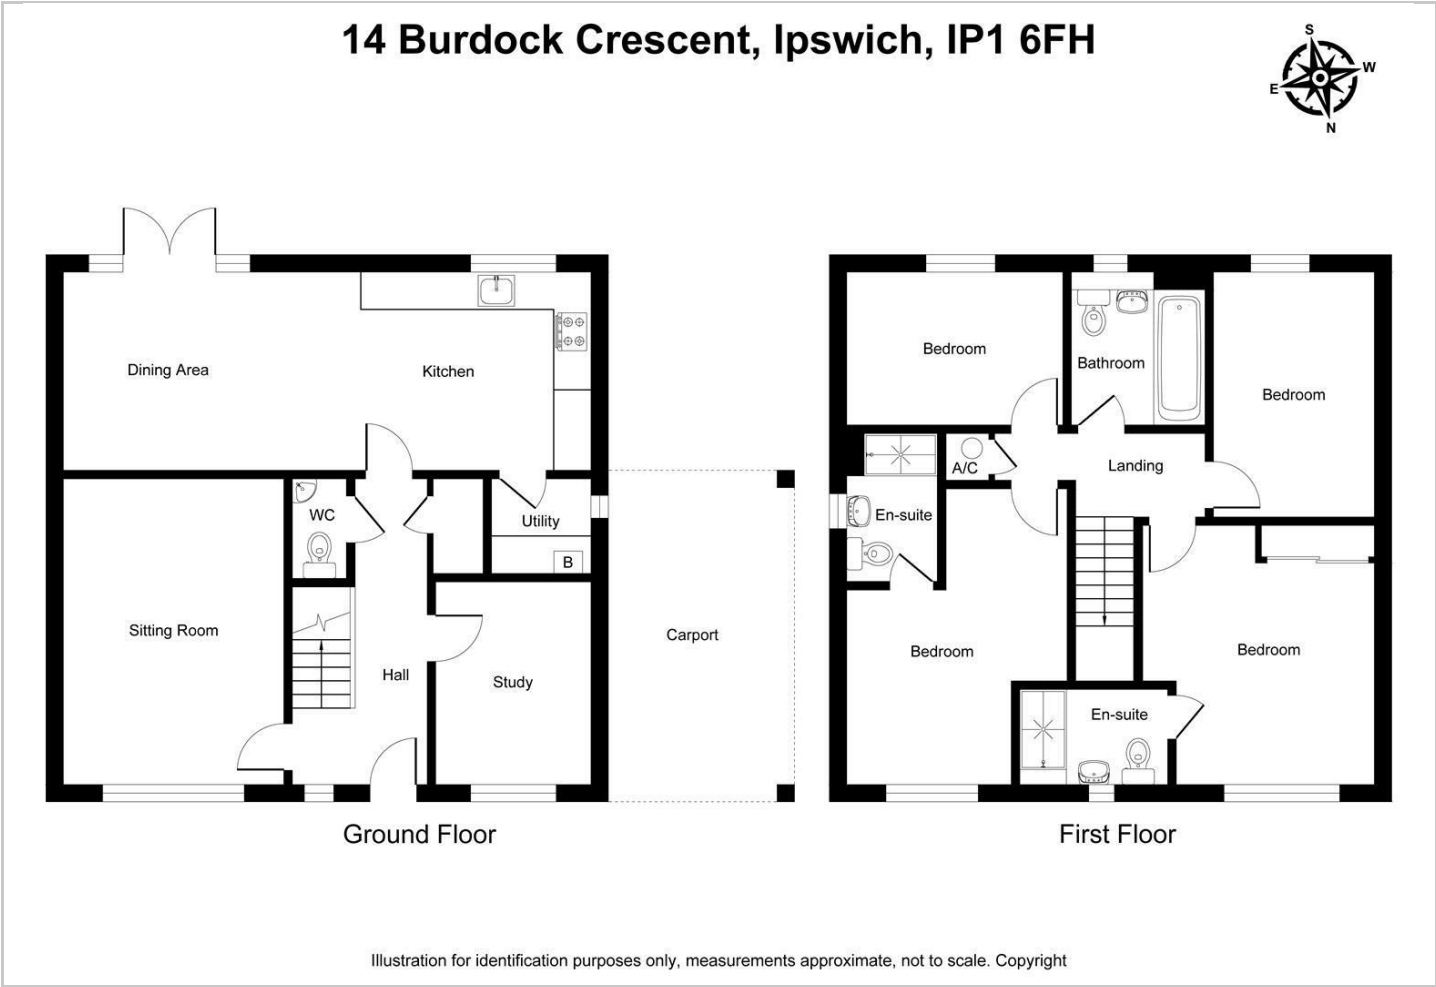 14 Burdock Crescent, Ipswich, IP1 6FH
S
W
E
N
Dining Area
Kitchen
WC
Utility
B
Sitting Room
Hall
Study
Carport
Ground Floor
Bedroom
Bathroom
Bedroom
A/C
Landing
En-suite
Bedroom
Bedroom
En-suite
First Floor
Illustration for identification purposes only, measurements approximate, not to scale. Copyright